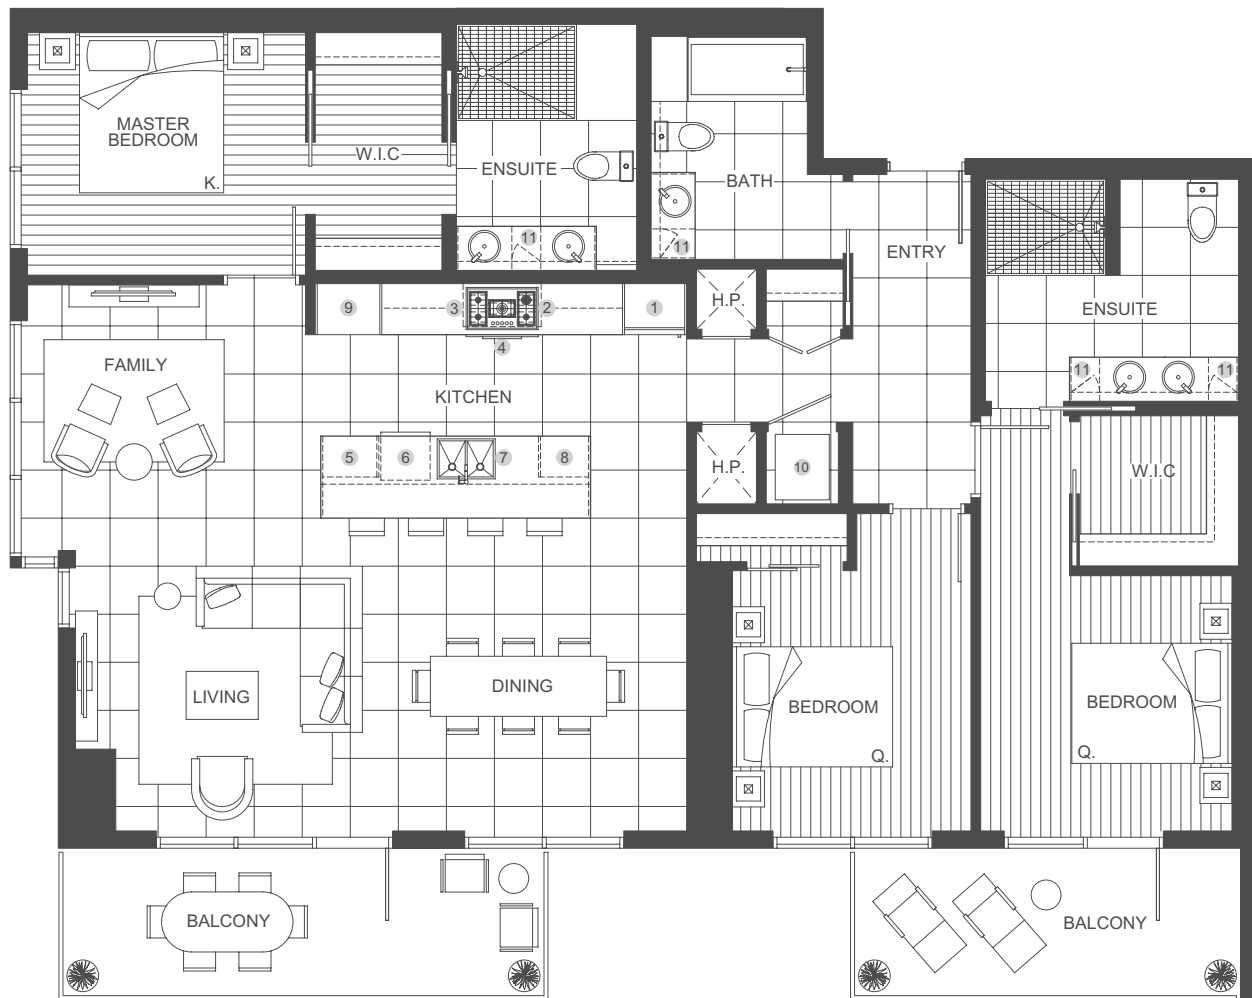 MASTER
BEDROOM
K.
W.I.C
ENSUITE
11
BATH
11
ENTRY
ENSUITE
11
11
9
3
2
1
4
H.P.
FAMILY
KITCHEN
5
6
7
8
H.P.
10
W.I.C
LIVING
DINING
BEDROOM
Q.
BEDROOM
Q.
BALCONY
BALCONY